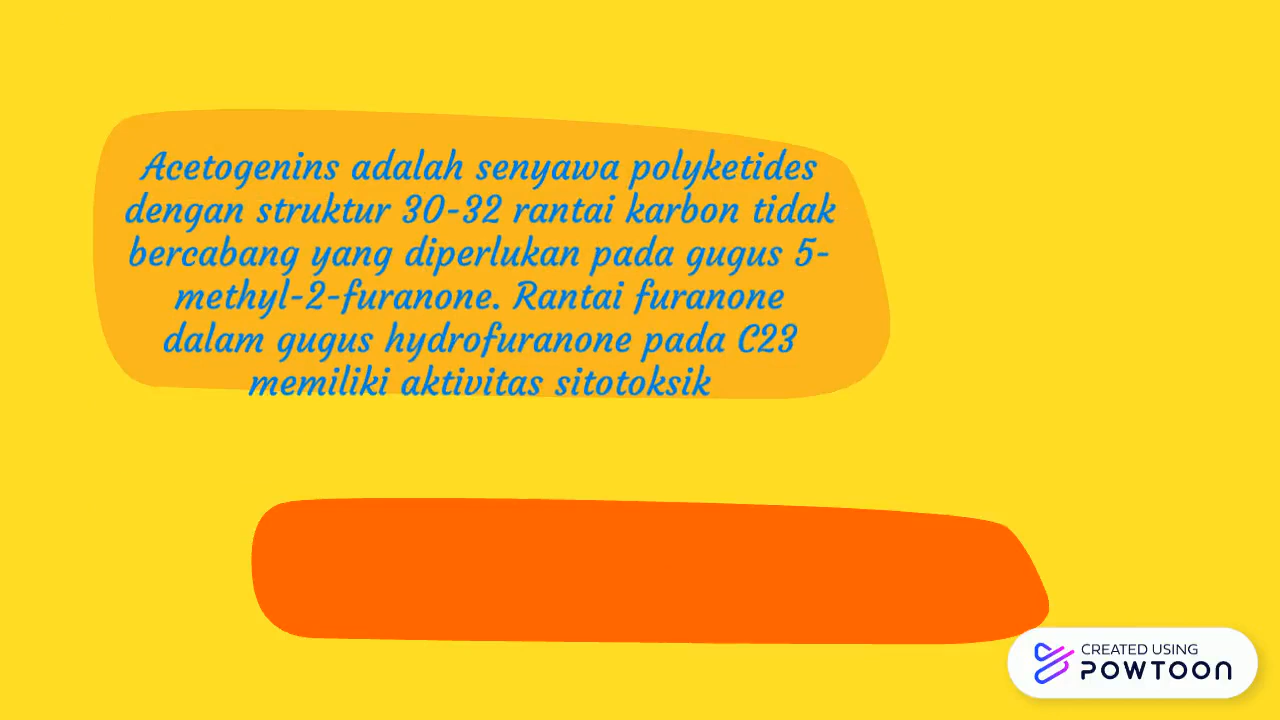 Acetogenins adalah senyawa polyketides
dengan struktur 30-32 rantai karbon tidak
bercabang yang diperlukan pada gugus 5-
methyl-2-furanone. Rantai furanone
dalam gugus hydrofuranone pada C23
memiliki aktivitas sitotoksik
CREATED USING
POWTOON